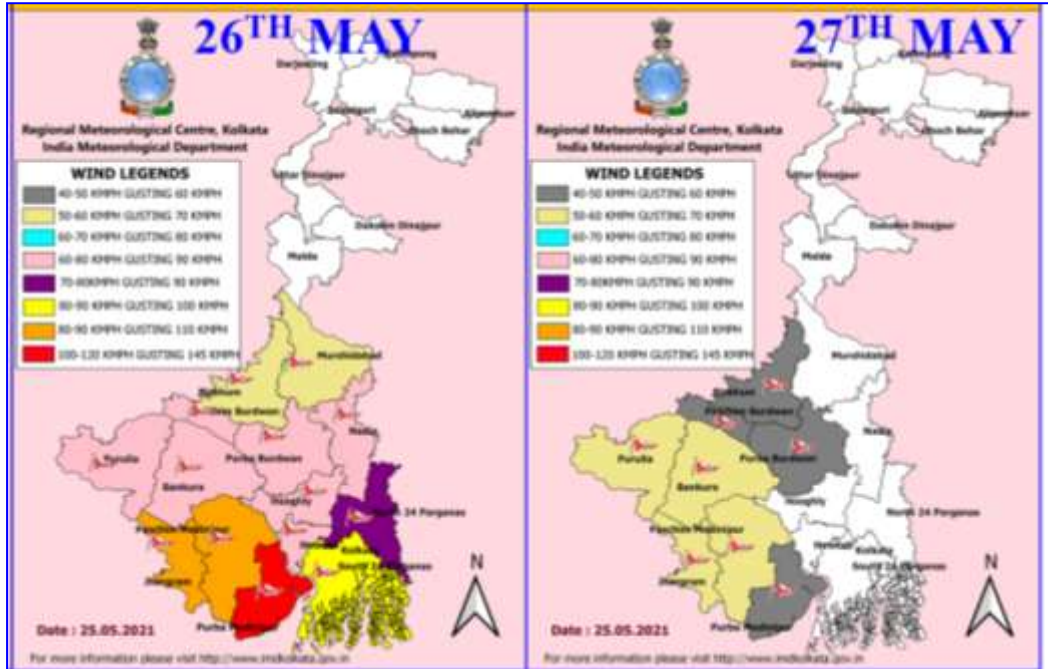 26TH MAY
Darjeeling
Regional Meteorological Centre, Kolkata
India Meteorological Department
WIND LEGENDS
40-50 KMPH GUSTING 60 KMPH
50-60 KMPH GUSTING 70 KMPH
60-70 KMPH GUSTING 80 KMPH
60-80 KMPH GUSTING 90 KMPH
70-80KMPH GUSTING 90 KMPH
80-90 KMPH GUSTING 100 KMPH
80-90 KMPH GUSTING 110 KMPH
100-120 KMPH GUSTING 145 KMPH
Cooch Behar
Uttar Dinajpur
Dakshin Dinajpur
Malda
Murshidabad
Birbhum
Nadia
Purulia
Purba Burdwan
Bankura
Hooghly
North 24 Parganas
Paschim Medinipur
Kolkata
South 24 Parganas
Jhargram
Purba Medinipur
N
Date : 25.05.2021
For more information please visit http://www.imdkolkata.gov.in
27TH MAY
Darjeeling
Regional Meteorological Centre, Kolkata
India Meteorological Department
WIND LEGENDS
40-50 KMPH GUSTING 60 KMPH
50-60 KMPH GUSTING 70 KMPH
60-70 KMPH GUSTING 80 KMPH
60-80 KMPH GUSTING 90 KMPH
70-80KMPH GUSTING 90 KMPH
80-90 KMPH GUSTING 100 KMPH
80-90 KMPH GUSTING 110 KMPH
100-120 KMPH GUSTING 145 KMPH
Cooch Behar
Uttar Dinajpur
Dakshin Dinajpur
Malda
Murshidabad
Birbhum
Paschim Burdwan
Nadia
Purulia
Purba Burdwan
Bankura
Hooghly
North 24 Parganas
Paschim Medinipur
Howrah
Kolkata
South 24 Parganas
Jhargram
Purba Medinipur
N
Date : 25.05.2021
For more information please visit http://www.imdkolkata.gov.in